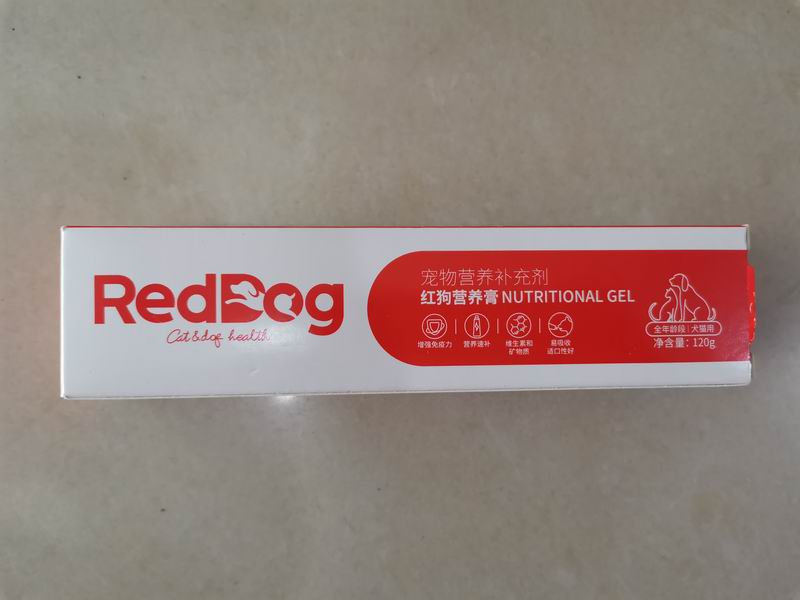 RedDog
Cat & dog health
宠物营养补充剂
红狗营养膏 NUTRITIONAL GEL
增强免疫力
营养速补
维生素和
矿物质
易吸收
适口性好
全年龄段 | 犬猫用
净含量：120g